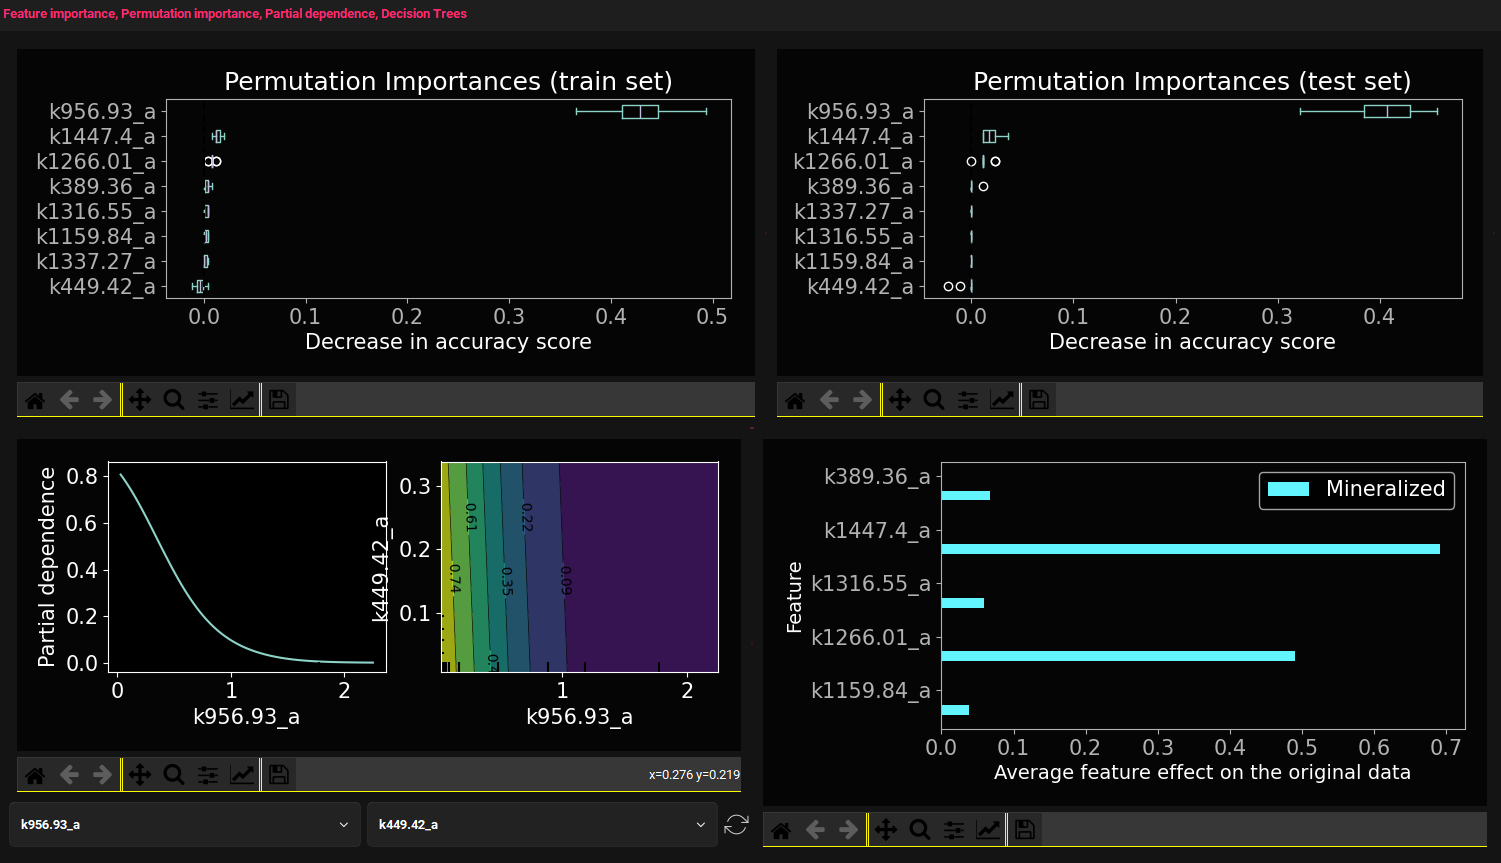 Feature importance, Permutation importance, Partial dependence, Decision Trees
Permutation Importances (train set)
k956.93_a
k1447.4_a
k1266.01_a
k389.36_a
k1316.55_a
k1159.84_a
k1337.27_a
k449.42_a
0.0 0.1 0.2 0.3 0.4 0.5
Decrease in accuracy score
Permutation Importances (test set)
k956.93_a
k1447.4_a
k1266.01_a
k389.36_a
k1337.27_a
k1316.55_a
k1159.84_a
k449.42_a
0.0 0.1 0.2 0.3 0.4
Decrease in accuracy score
Partial dependence
0.8
0.6
0.4
0.2
0.0
0 1 2
k956.93_a
k449.42_a
0.3
0.2
0.1
0.61
0.22
0.74
0.35
0.09
1 2
k956.93_a
x=0.276 y=0.219
k956.93_a
k449.42_a
Feature
k389.36_a
k1447.4_a
k1316.55_a
k1266.01_a
k1159.84_a
Mineralized
0.0 0.1 0.2 0.3 0.4 0.5 0.6 0.7
Average feature effect on the original data